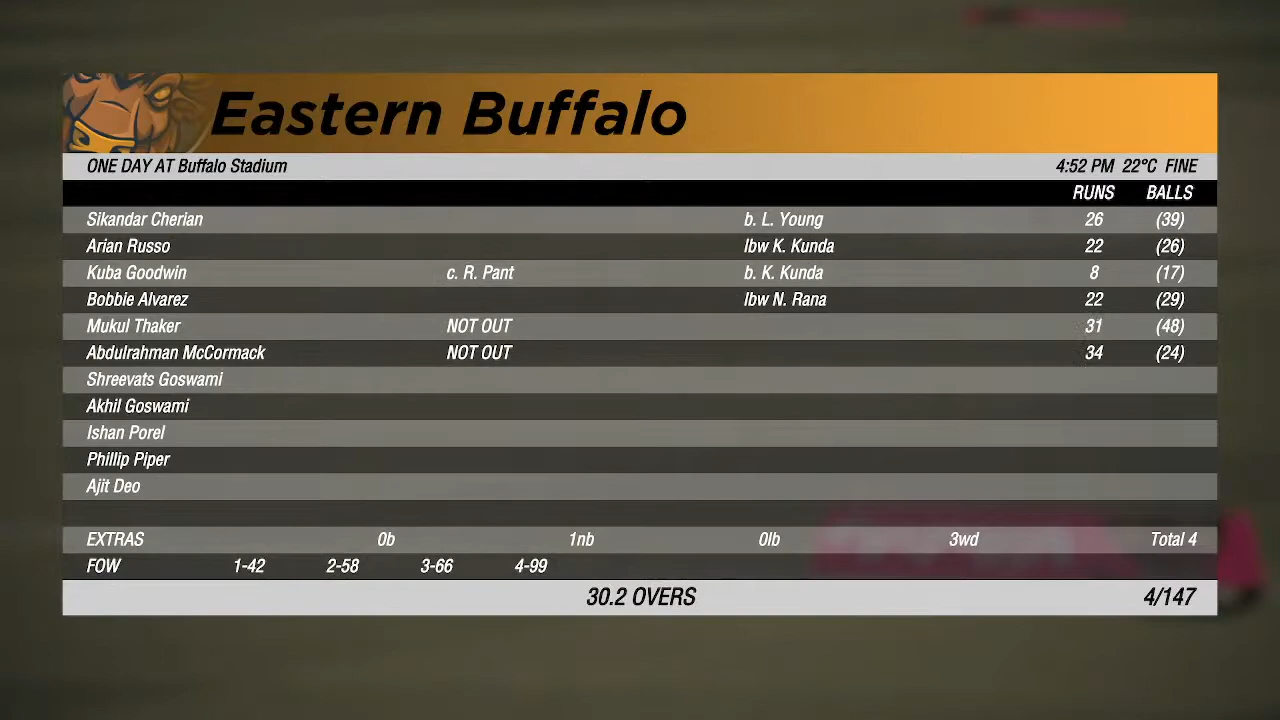 Eastern Buffalo
ONE DAY AT Buffalo Stadium 4:52 PM 22°C FINE
RUNS BALLS
Sikandar Cherian b. L. Young 26 (39)
Arian Russo lbw K. Kunda 22 (26)
Kuba Goodwin c. R. Pant b. K. Kunda 8 (17)
Bobbie Alvarez lbw N. Rana 22 (29)
Mukul Thaker NOT OUT 31 (48)
Abdulrahman McCormack NOT OUT 34 (24)
Shreevats Goswami
Akhil Goswami
Ishan Porel
Phillip Piper
Ajit Deo
EXTRAS 0b 1nb 0lb 3wd Total 4
FOW 1-42 2-58 3-66 4-99
30.2 OVERS 4/147